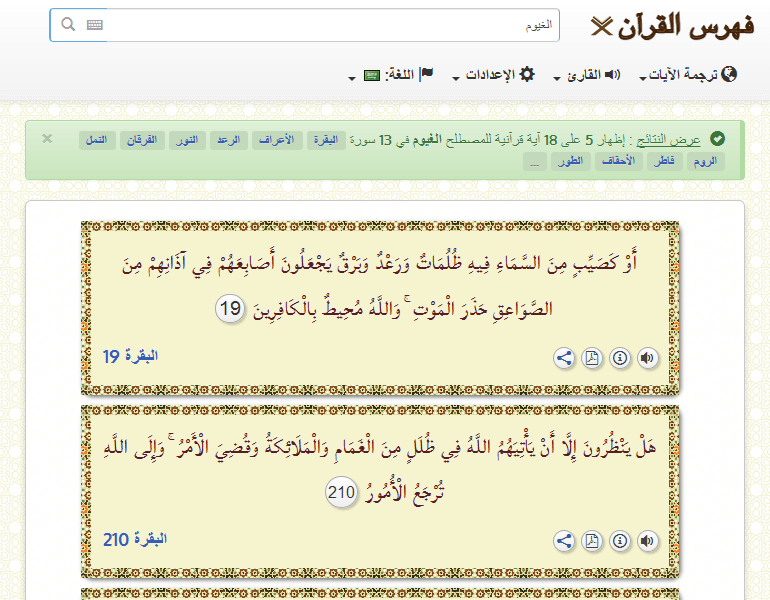 فهرس القرآن
الغيوم
ترجمة الآيات
القارئ
الإعدادات
اللغة:
عرض النتائج : إظهار 5 على 18 آية قرآنية للمصطلح الغيوم في 13 سورة البقرة الأعراف الرعد النور الفرقان النمل
الروم فاطر الأحقاف الطور ...
أَوْ كَصَيِّبٍ مِنَ السَّمَاءِ فِيهِ ظُلُمَاتٌ وَرَعْدٌ وَبَرْقٌ يَجْعَلُونَ أَصَابِعَهُمْ فِي آذَانِهِمْ مِنَ
الصَّوَاعِقِ حَذَرَ الْمَوْتِ ۚ وَاللَّهُ مُحِيطٌ بِالْكَافِرِينَ 19
البقرة 19
هَلْ يَنْظُرُونَ إِلَّا أَنْ يَأْتِيَهُمُ اللَّهُ فِي ظُلَلٍ مِنَ الْغَمَامِ وَالْمَلَائِكَةُ وَقُضِيَ الْأَمْرُ ۚ وَإِلَى اللَّهِ
تُرْجَعُ الْأُمُورُ 210
البقرة 210